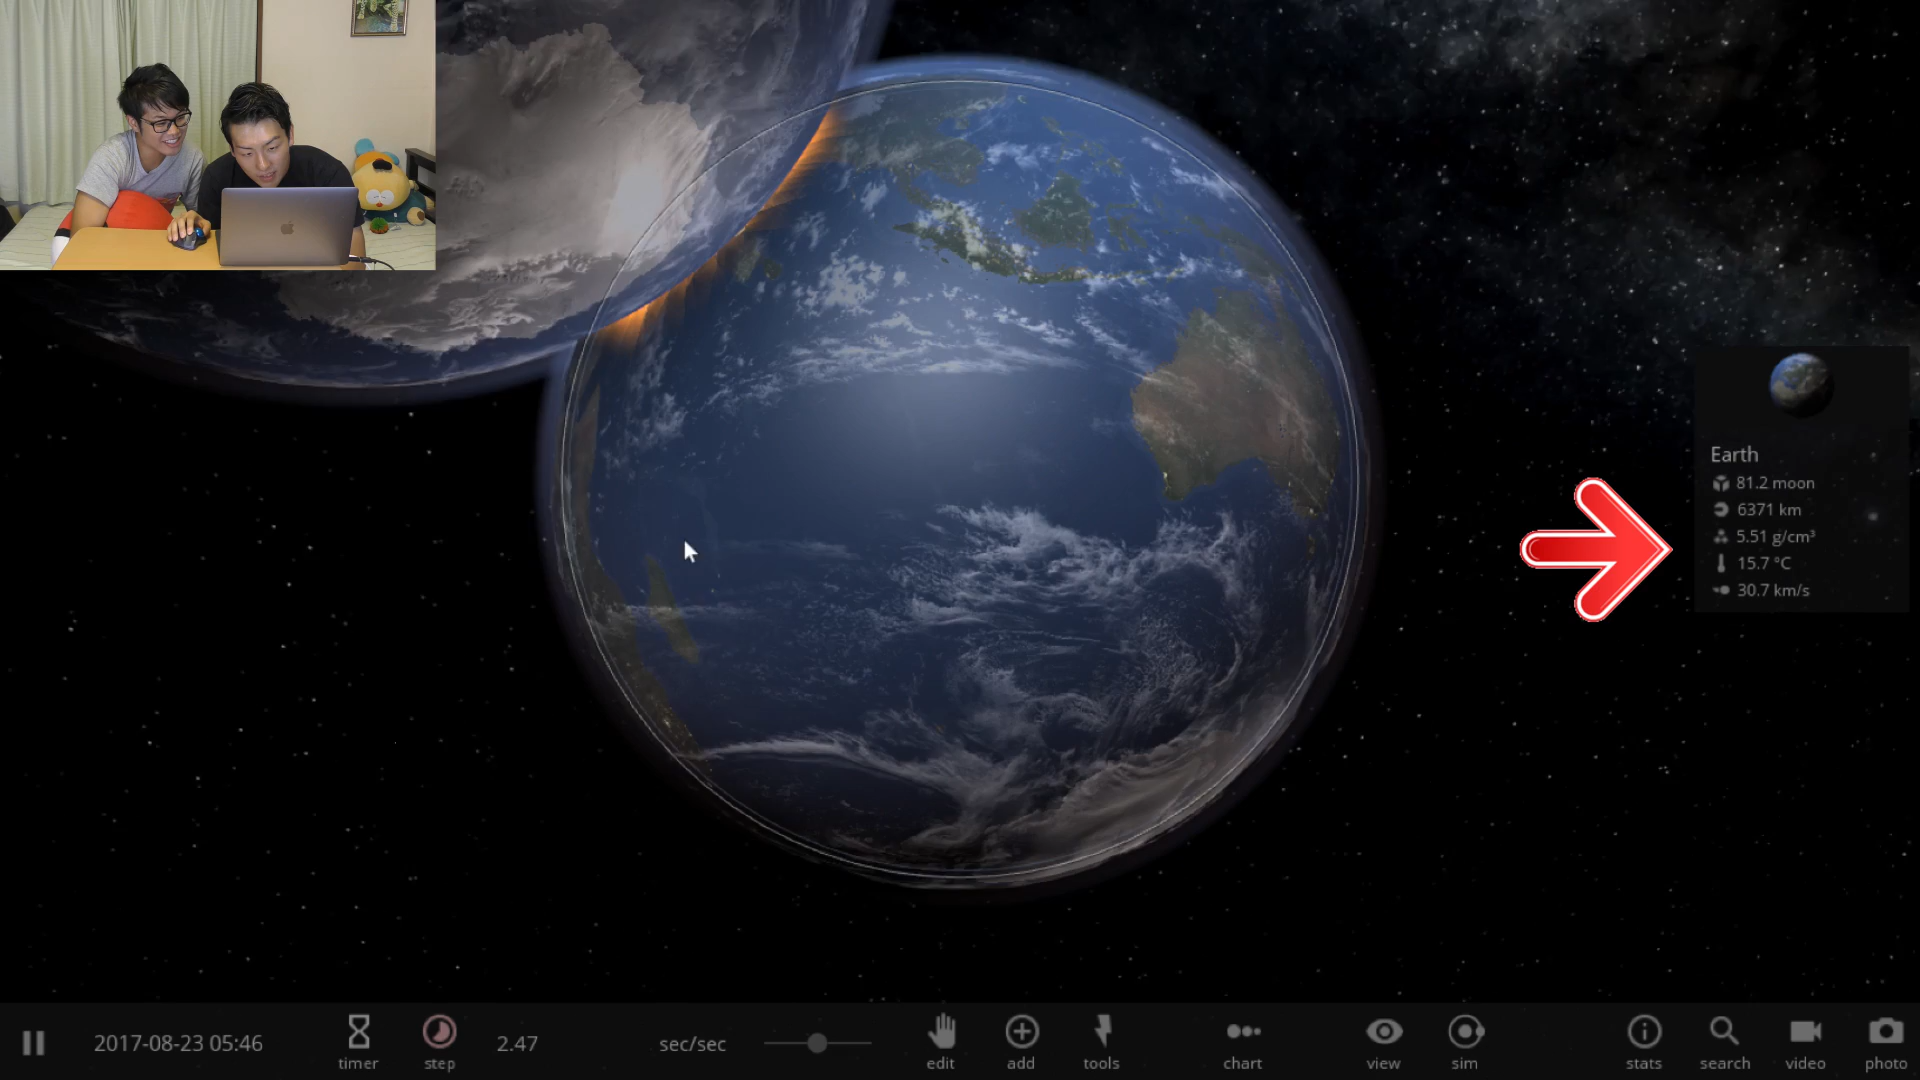 Earth
81.2 moon
6371 km
5.51 g/cm³
15.7 °C
30.7 km/s
2017-08-23 05:46
timer
step
2.47
sec/sec
edit
add
tools
chart
view
sim
stats
search
video
photo